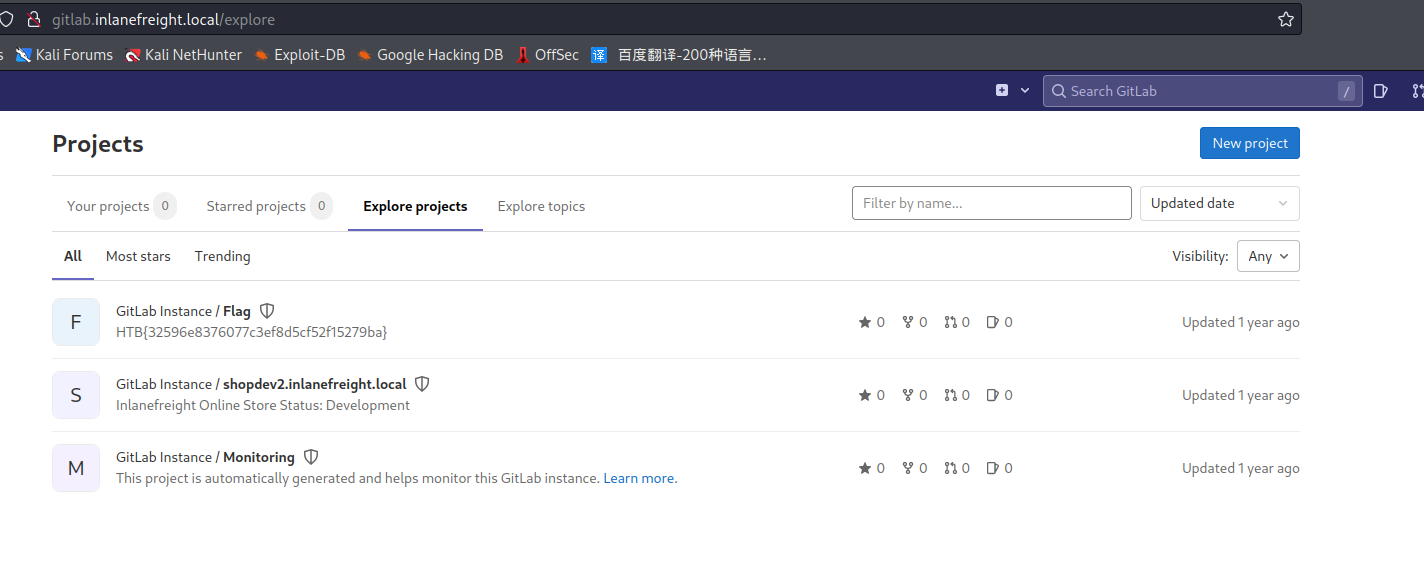 gitlab.inlanefreight.local/explore
s Kali Forums Kali NetHunter Exploit-DB Google Hacking DB OffSec 译 百度翻译-200种语言...
Search GitLab /
Projects New project
Your projects 0 Starred projects 0 Explore projects Explore topics Filter by name... Updated date
All Most stars Trending Visibility: Any
F GitLab Instance / Flag
HTB{32596e8376077c3ef8d5cf52f15279ba} 0 0 0 0 Updated 1 year ago
S GitLab Instance / shopdev2.inlanefreight.local
Inlanefreight Online Store Status: Development 0 0 0 0 Updated 1 year ago
M GitLab Instance / Monitoring
This project is automatically generated and helps monitor this GitLab instance. Learn more. 0 0 0 0 Updated 1 year ago